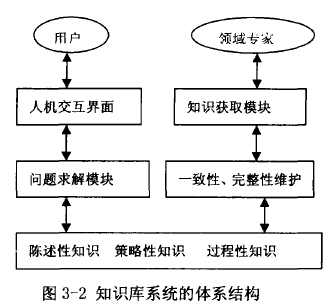 用户
领域专家
人机交互界面
知识获取模块
问题求解模块
一致性、完整性维护
陈述性知识 策略性知识 过程性知识
图 3-2 知识库系统的体系结构